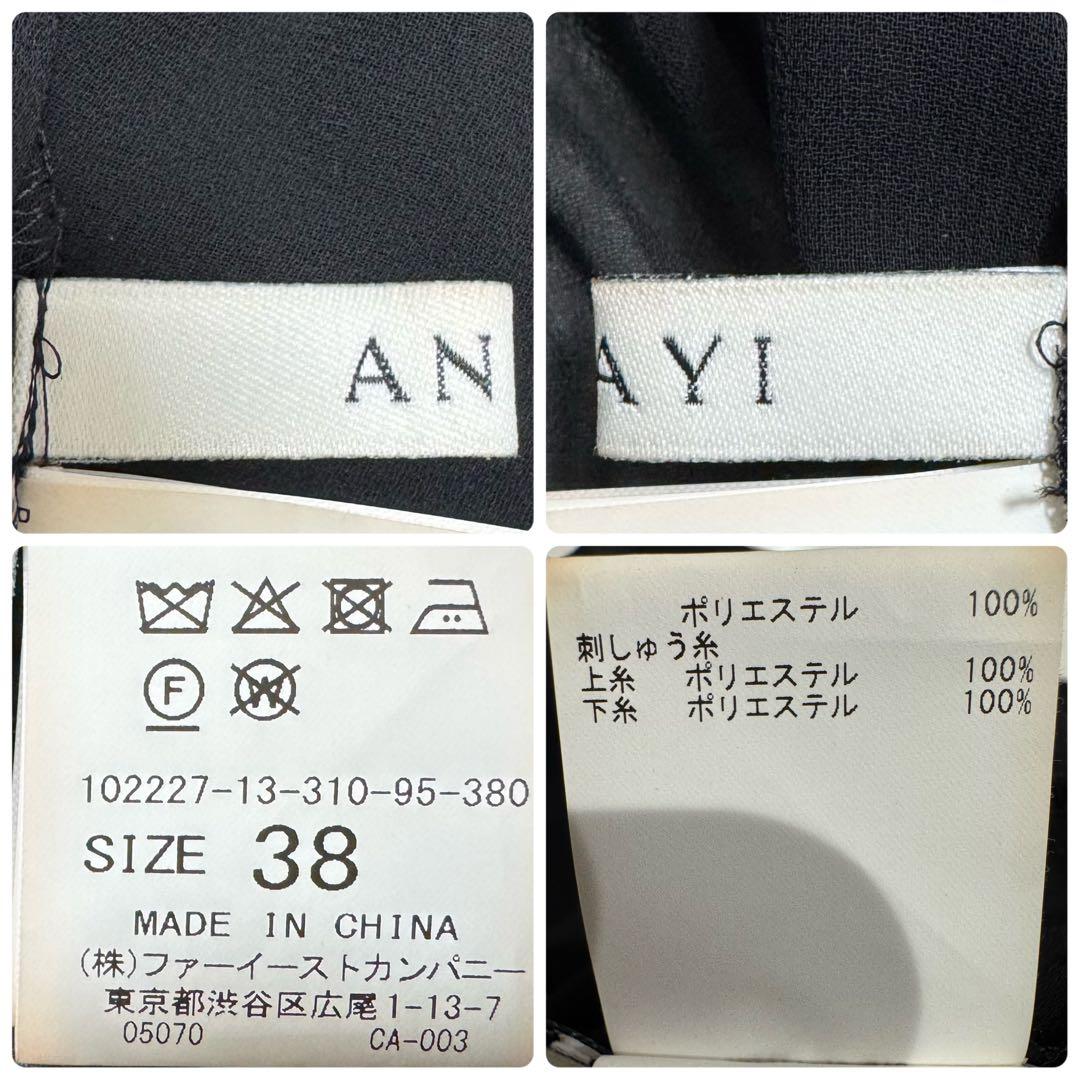 AN
AYI
F
W
102227-13-310-95-380
SIZE 38
MADE IN CHINA
(株)ファーイーストカンパニー
東京都渋谷区広尾1-13-7
05070 CA-003
ポリエステル 100%
刺しゅう糸
上糸 ポリエステル 100%
下糸 ポリエステル 100%